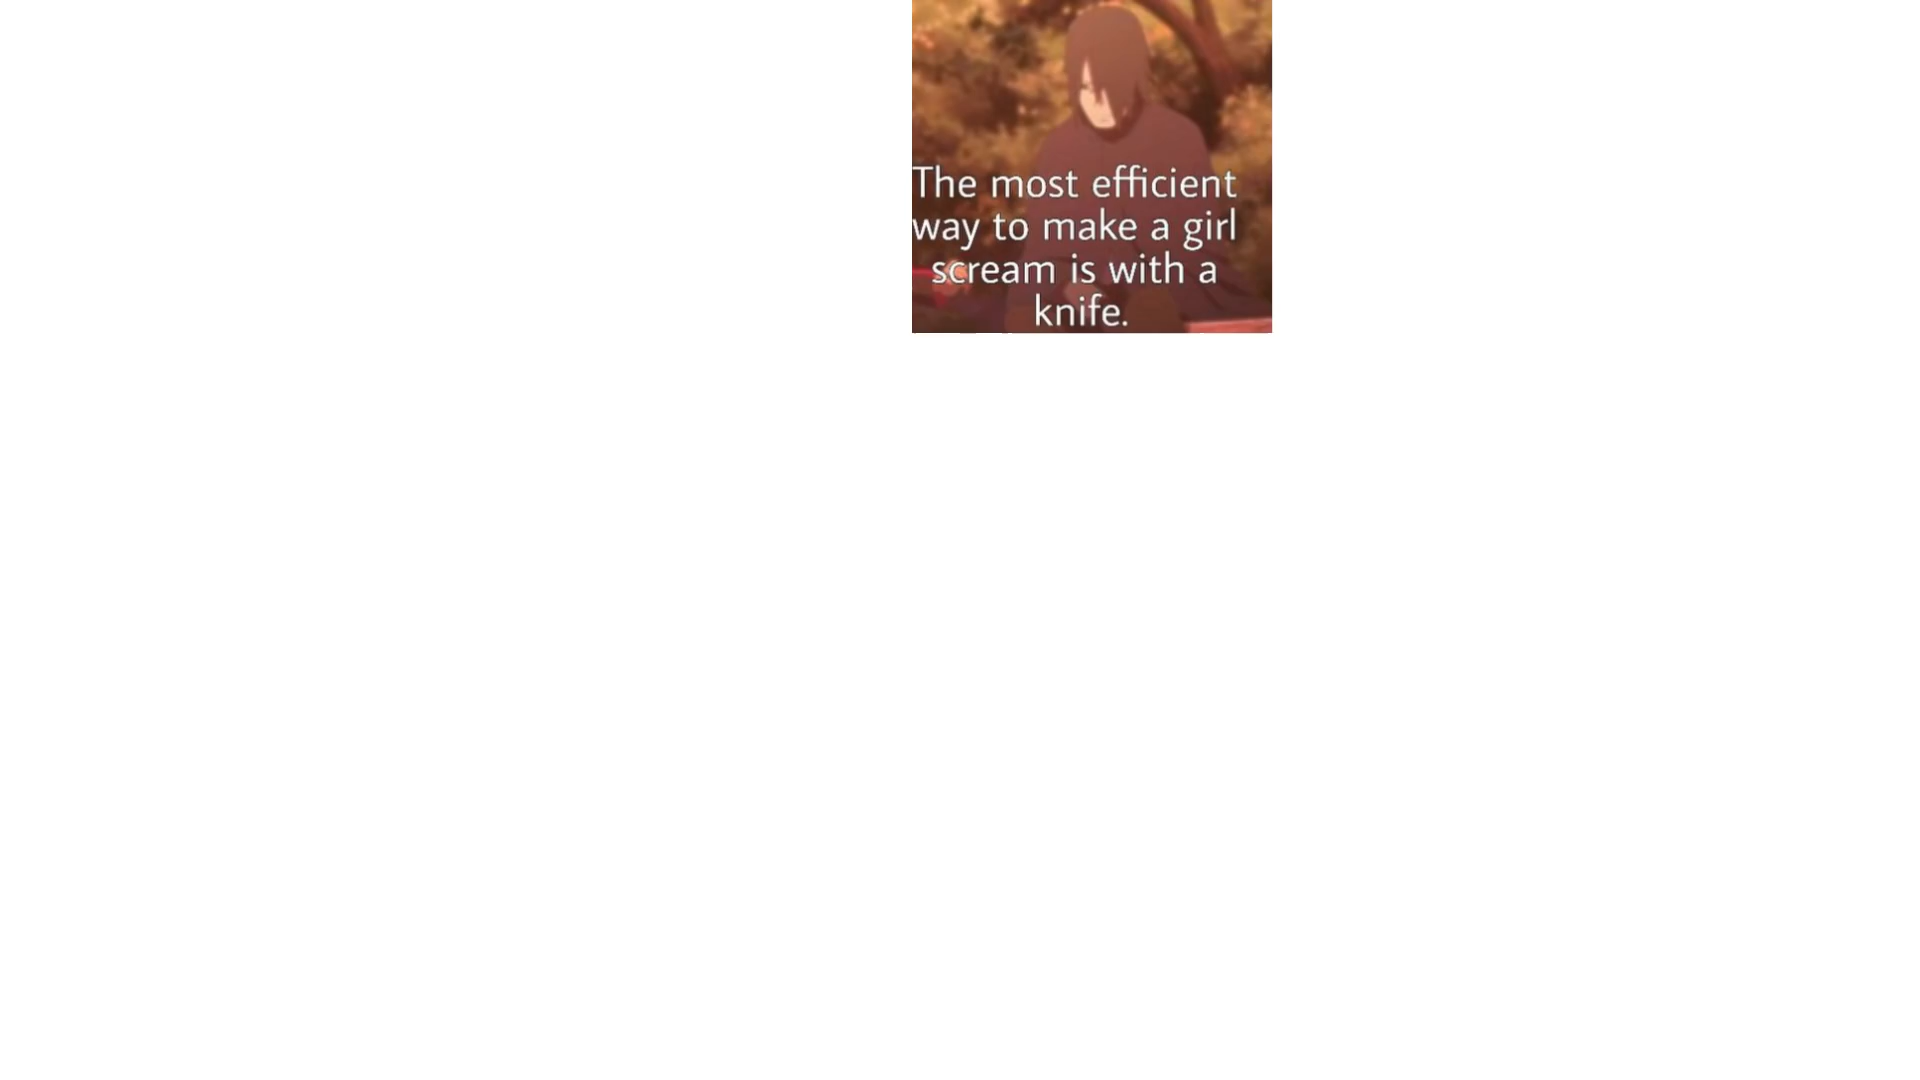 The most efficient
way to make a girl
scream is with a
knife.